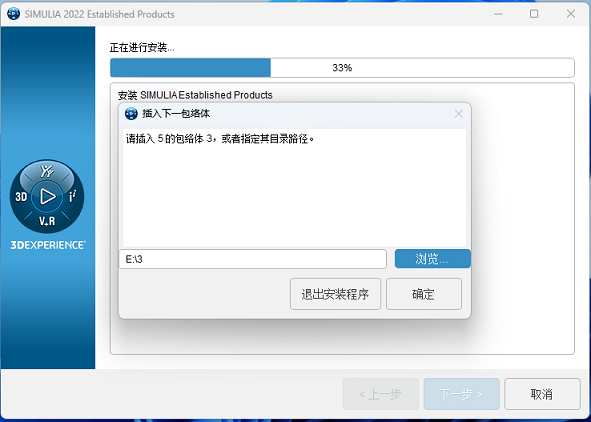 SIMULIA 2022 Established Products
正在进行安装...
33%
安装 SIMULIA Established Products
插入下一包络体
请插入 5 的包络体 3，或者指定其目录路径。
3D
V.R
i²
3DEXPERIENCE
E:\3
浏览...
退出安装程序
确定
< 上一步
下一步 >
取消